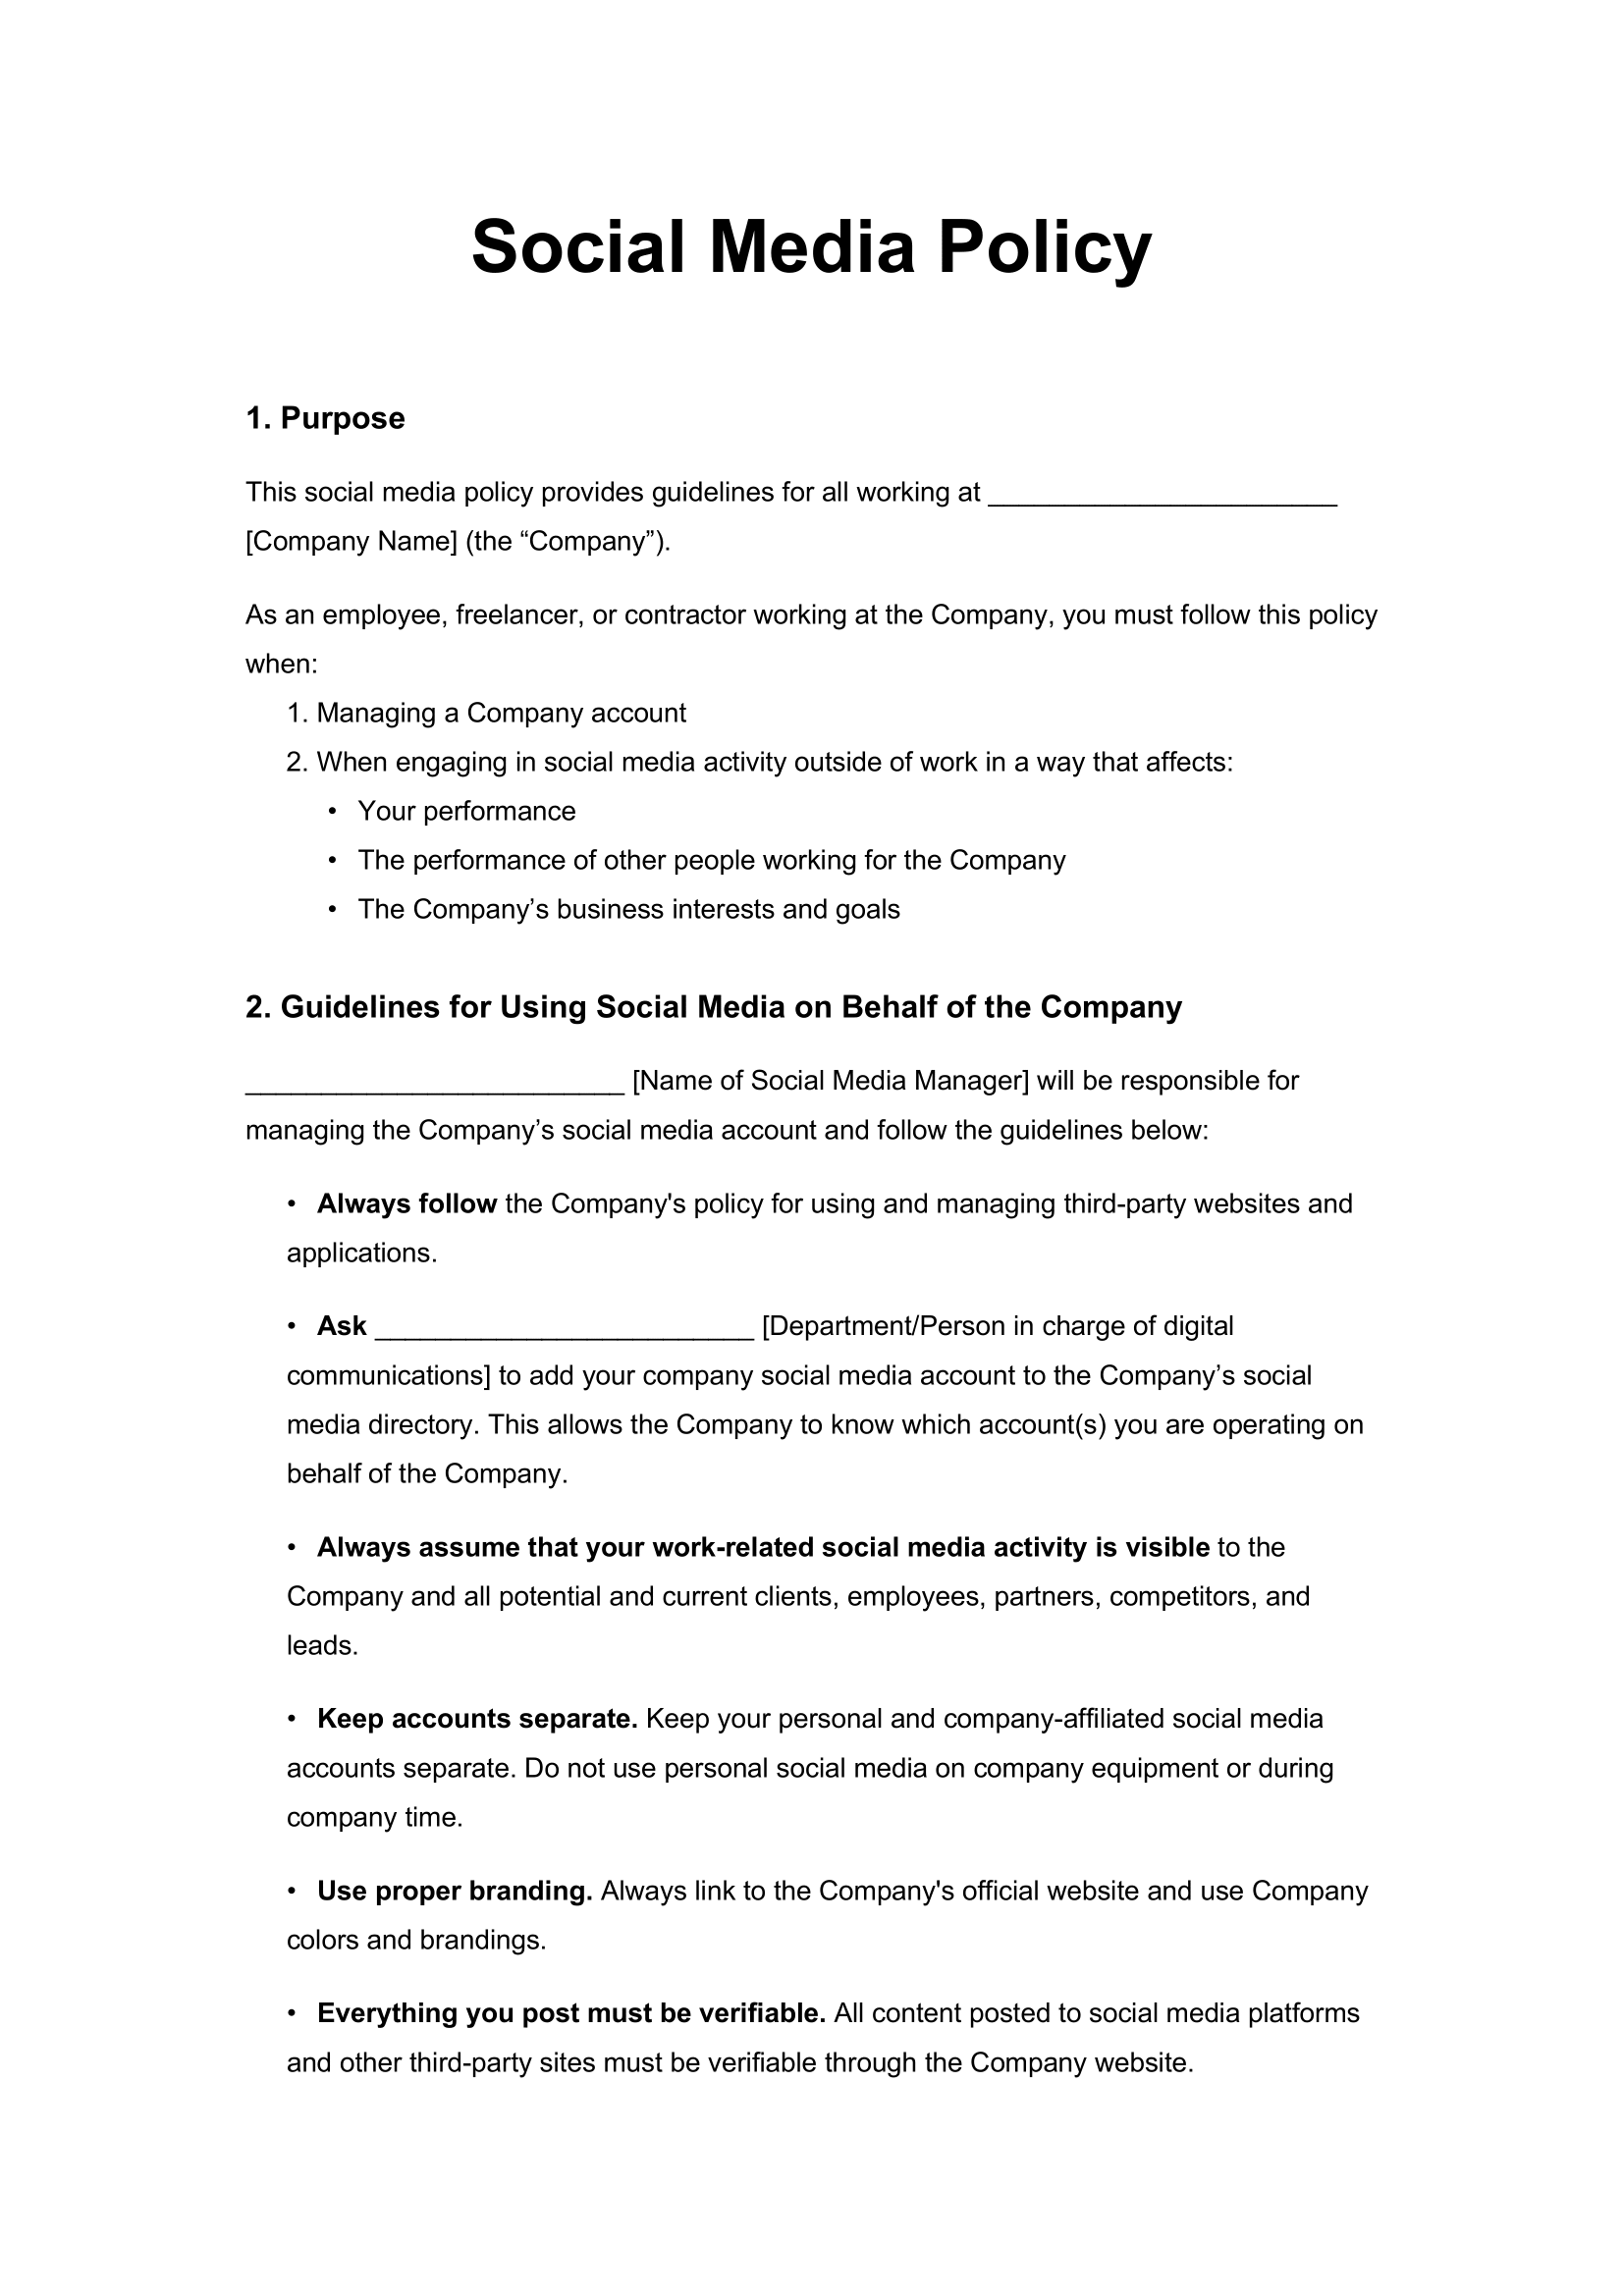 Social Media Policy
1. Purpose
This social media policy provides guidelines for all working at _______________________
[Company Name] (the “Company”).
As an employee, freelancer, or contractor working at the Company, you must follow this policy
when:
1. Managing a Company account
2. When engaging in social media activity outside of work in a way that affects:
• Your performance
• The performance of other people working for the Company
• The Company’s business interests and goals
2. Guidelines for Using Social Media on Behalf of the Company
_________________________ [Name of Social Media Manager] will be responsible for
managing the Company’s social media account and follow the guidelines below:
• Always follow the Company's policy for using and managing third-party websites and
applications.
• Ask _________________________ [Department/Person in charge of digital
communications] to add your company social media account to the Company’s social
media directory. This allows the Company to know which account(s) you are operating on
behalf of the Company.
• Always assume that your work-related social media activity is visible to the
Company and all potential and current clients, employees, partners, competitors, and
leads.
• Keep accounts separate. Keep your personal and company-affiliated social media
accounts separate. Do not use personal social media on company equipment or during
company time.
• Use proper branding. Always link to the Company's official website and use Company
colors and brandings.
• Everything you post must be verifiable. All content posted to social media platforms
and other third-party sites must be verifiable through the Company website.